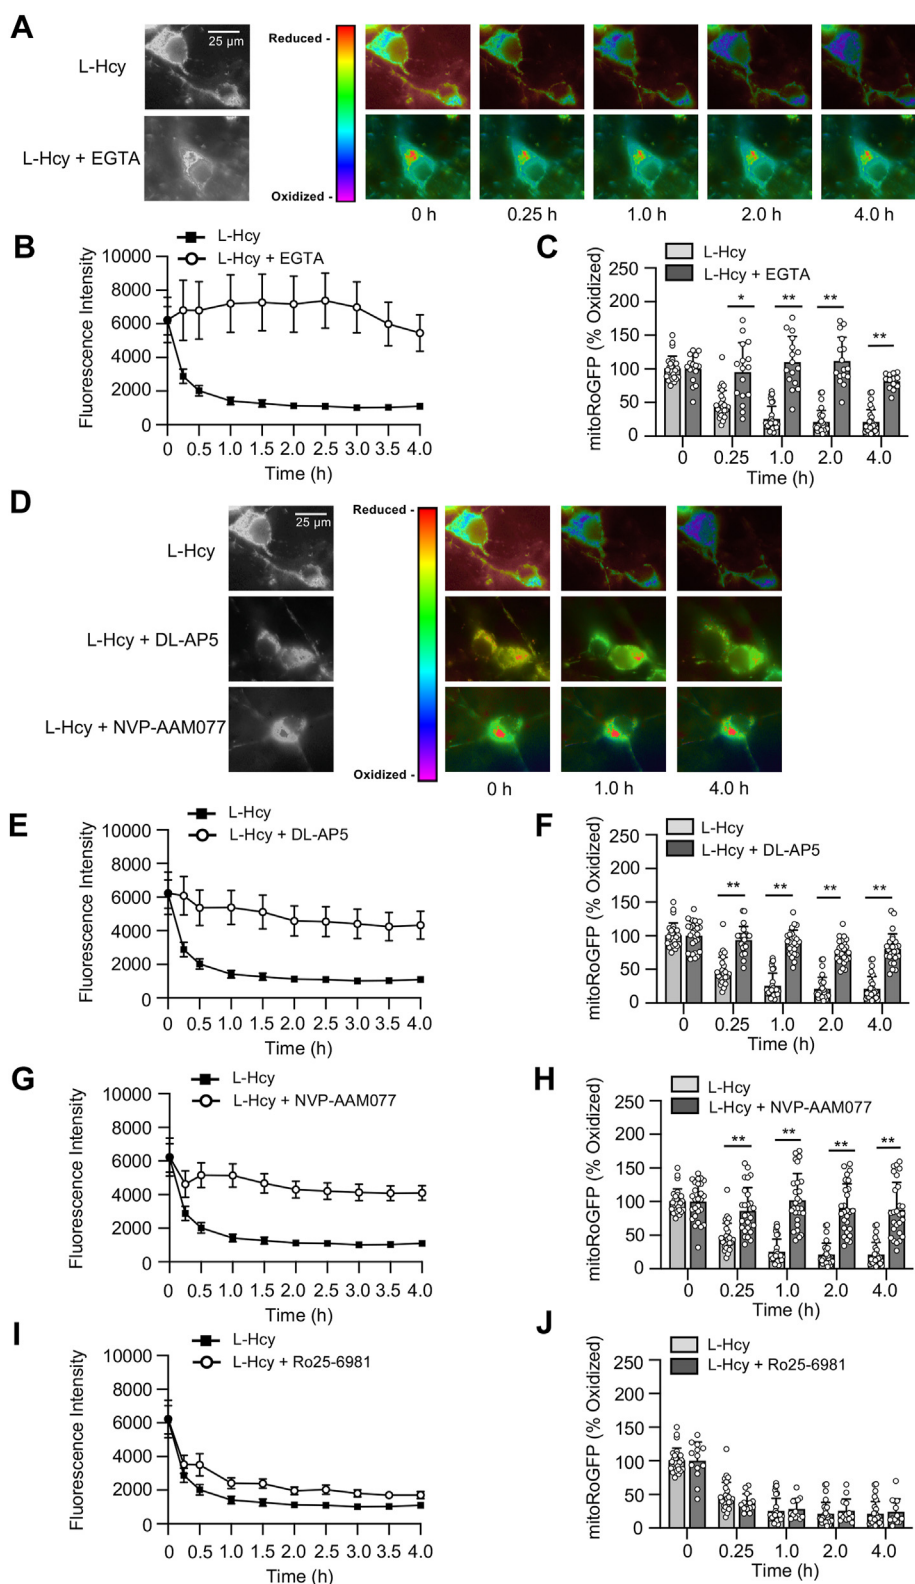 A
L-Hcy
25 µm
Reduced -
L-Hcy + EGTA
Oxidized -
0 h
0.25 h
1.0 h
2.0 h
4.0 h
B
L-Hcy
L-Hcy + EGTA
Fluorescence Intensity
10000
8000
6000
4000
2000
0
0 0.5 1.0 1.5 2.0 2.5 3.0 3.5 4.0
Time (h)
C
L-Hcy
L-Hcy + EGTA
mitoRoGFP (% Oxidized)
250
200
150
100
50
0
* ** ** **
0 0.25 1.0 2.0 4.0
Time (h)
D
L-Hcy
25 µm
Reduced -
L-Hcy + DL-AP5
L-Hcy + NVP-AAM077
Oxidized -
0 h
1.0 h
4.0 h
E
L-Hcy
L-Hcy + DL-AP5
Fluorescence Intensity
10000
8000
6000
4000
2000
0
0 0.5 1.0 1.5 2.0 2.5 3.0 3.5 4.0
Time (h)
F
L-Hcy
L-Hcy + DL-AP5
mitoRoGFP (% Oxidized)
250
200
150
100
50
0
** ** ** **
0 0.25 1.0 2.0 4.0
Time (h)
G
L-Hcy
L-Hcy + NVP-AAM077
Fluorescence Intensity
10000
8000
6000
4000
2000
0
0 0.5 1.0 1.5 2.0 2.5 3.0 3.5 4.0
Time (h)
H
L-Hcy
L-Hcy + NVP-AAM077
mitoRoGFP (% Oxidized)
250
200
150
100
50
0
** ** ** **
0 0.25 1.0 2.0 4.0
Time (h)
I
L-Hcy
L-Hcy + Ro25-6981
Fluorescence Intensity
10000
8000
6000
4000
2000
0
0 0.5 1.0 1.5 2.0 2.5 3.0 3.5 4.0
Time (h)
J
L-Hcy
L-Hcy + Ro25-6981
mitoRoGFP (% Oxidized)
250
200
150
100
50
0
0 0.25 1.0 2.0 4.0
Time (h)